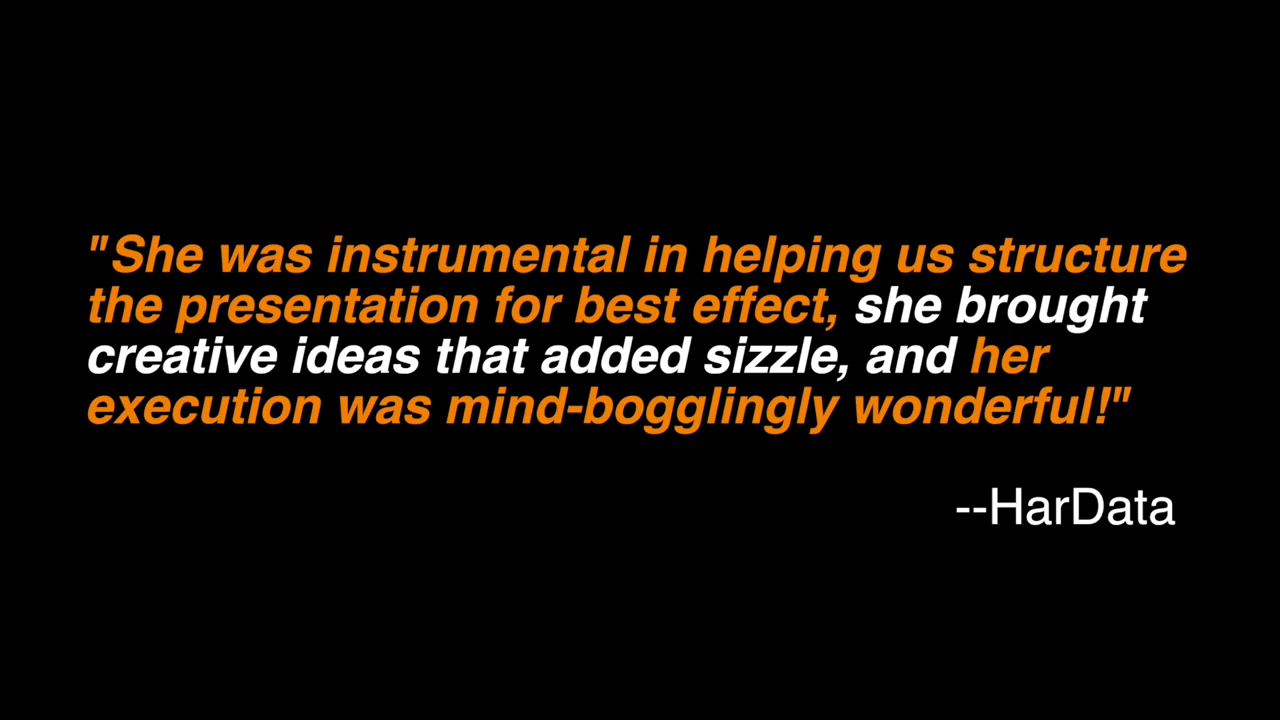 "She was instrumental in helping us structure
the presentation for best effect, she brought
creative ideas that added sizzle, and her
execution was mind-bogglingly wonderful!"
--HarData